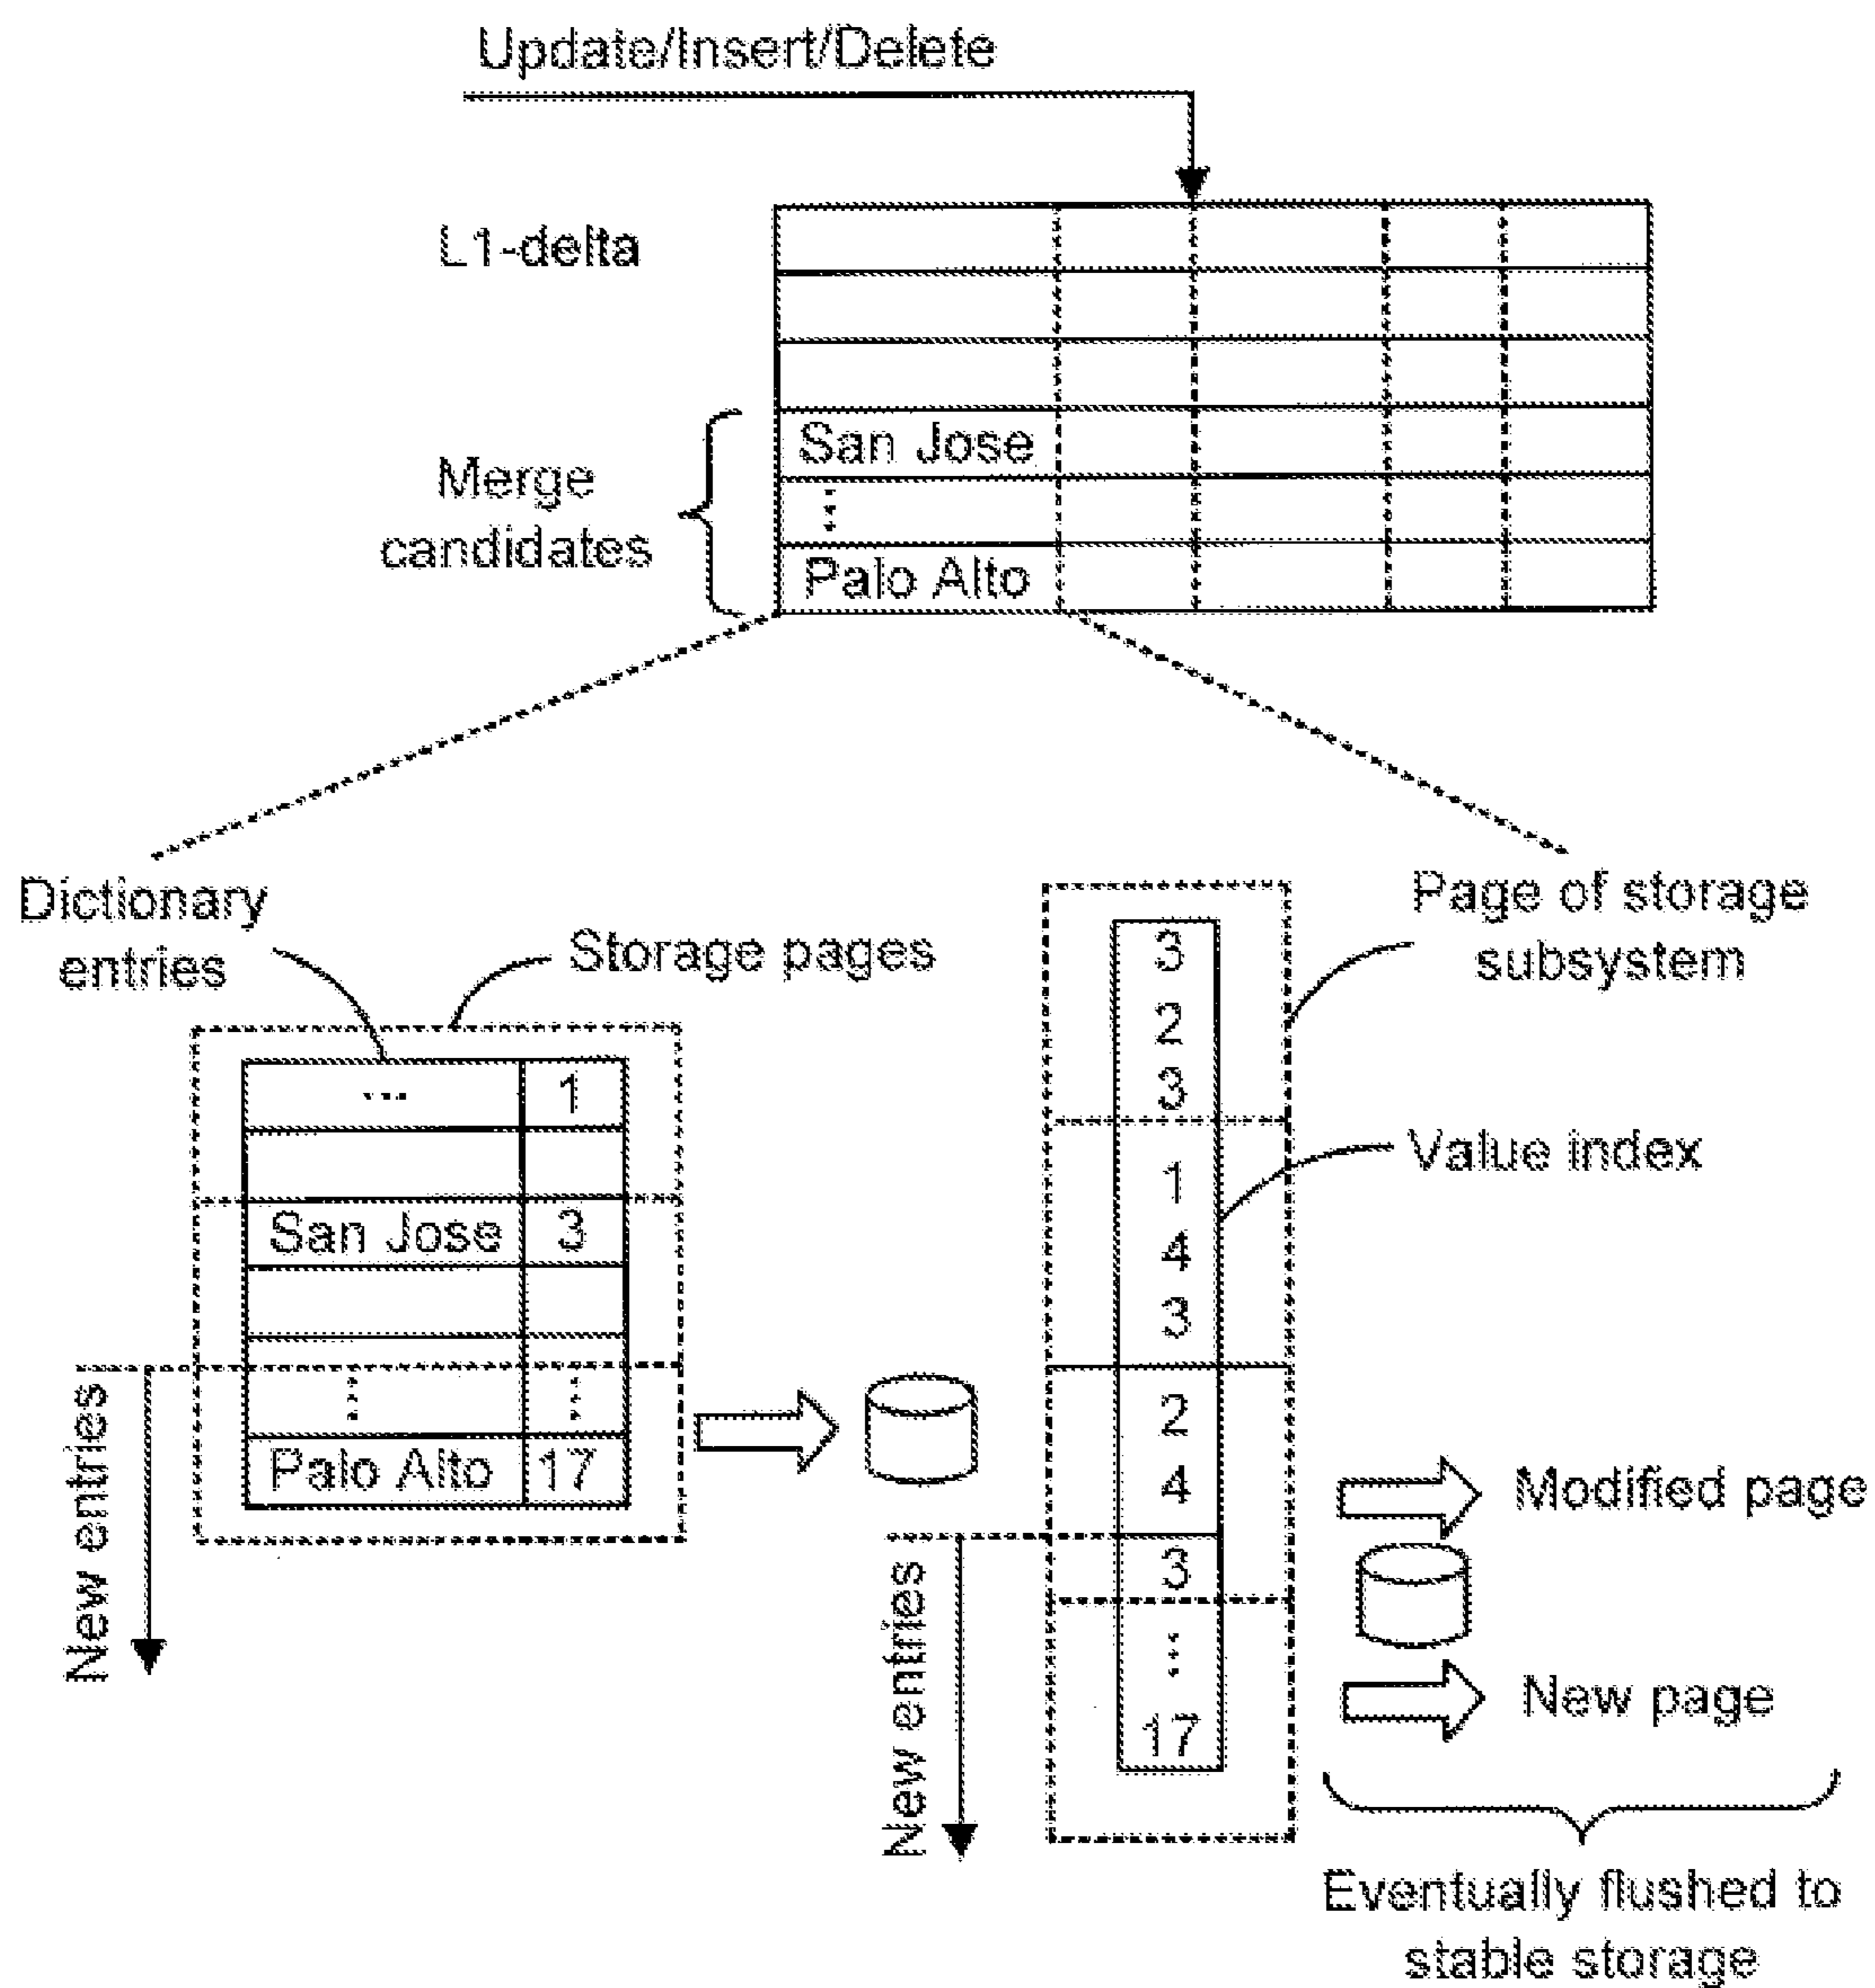 Update/Insert/Delete
L1-delta
Merge
candidates
San Jose
⋮
Palo Alto
Dictionary
entries
Storage pages
Page of storage
subsystem
... 1
San Jose 3
⋮ ⋮
Palo Alto 17
New entries
3
2
3
1
4
3
2
4
3
⋮
17
Value index
New entries
Modified page
New page
Eventually flushed to
stable storage